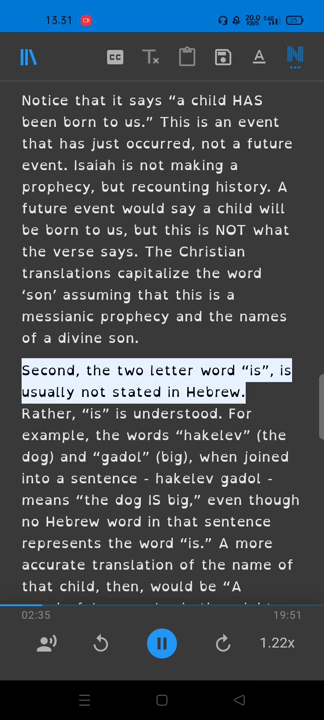 13.31
20.0
KB/S
4G
CC
T×
A
N
Notice that it says “a child HAS
been born to us.” This is an event
that has just occurred, not a future
event. Isaiah is not making a
prophecy, but recounting history. A
future event would say a child will
be born to us, but this is NOT what
the verse says. The Christian
translations capitalize the word
‘son’ assuming that this is a
messianic prophecy and the names
of a divine son.
Second, the two letter word “is”, is
usually not stated in Hebrew.
Rather, “is” is understood. For
example, the words “hakelev” (the
dog) and “gadol” (big), when joined
into a sentence - hakelev gadol -
means “the dog IS big,” even though
no Hebrew word in that sentence
represents the word “is.” A more
accurate translation of the name of
that child, then, would be “A
02:35
19:51
1.22x